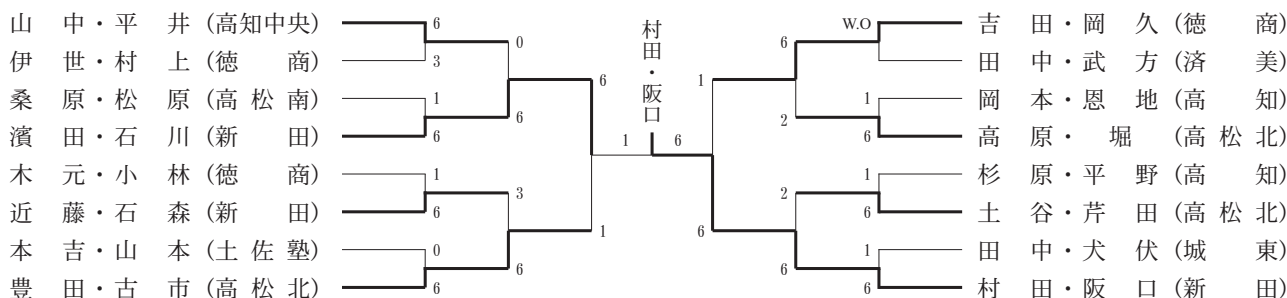 山中・平井(高知中央)
伊世・村上(徳商)
桑原・松原(高松南)
濱田・石川(新田)
木元・小林(徳商)
近藤・石森(新田)
本吉・山本(土佐塾)
豊田・古市(高松北)
6
3
1
6
1
6
0
6
0
6
3
6
6
1
1
村田・阪口
6
1
6
6
2
2
6
W.O
1
6
1
6
1
6
吉田・岡久(徳商)
田中・武方(済美)
岡本・恩地(高知)
高原・堀(高松北)
杉原・平野(高知)
土谷・芹田(高松北)
田中・犬伏(城東)
村田・阪口(新田)